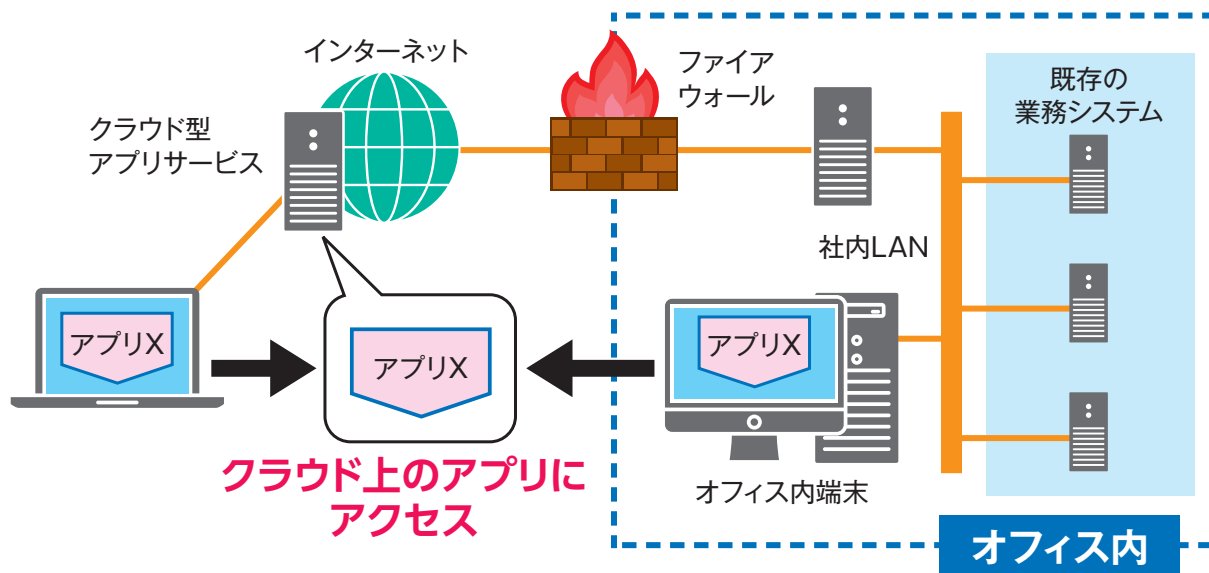 インターネット
ファイア
ウォール
既存の
業務システム
クラウド型
アプリサービス
社内LAN
アプリX
アプリX
アプリX
クラウド上のアプリに
アクセス
オフィス内端末
オフィス内